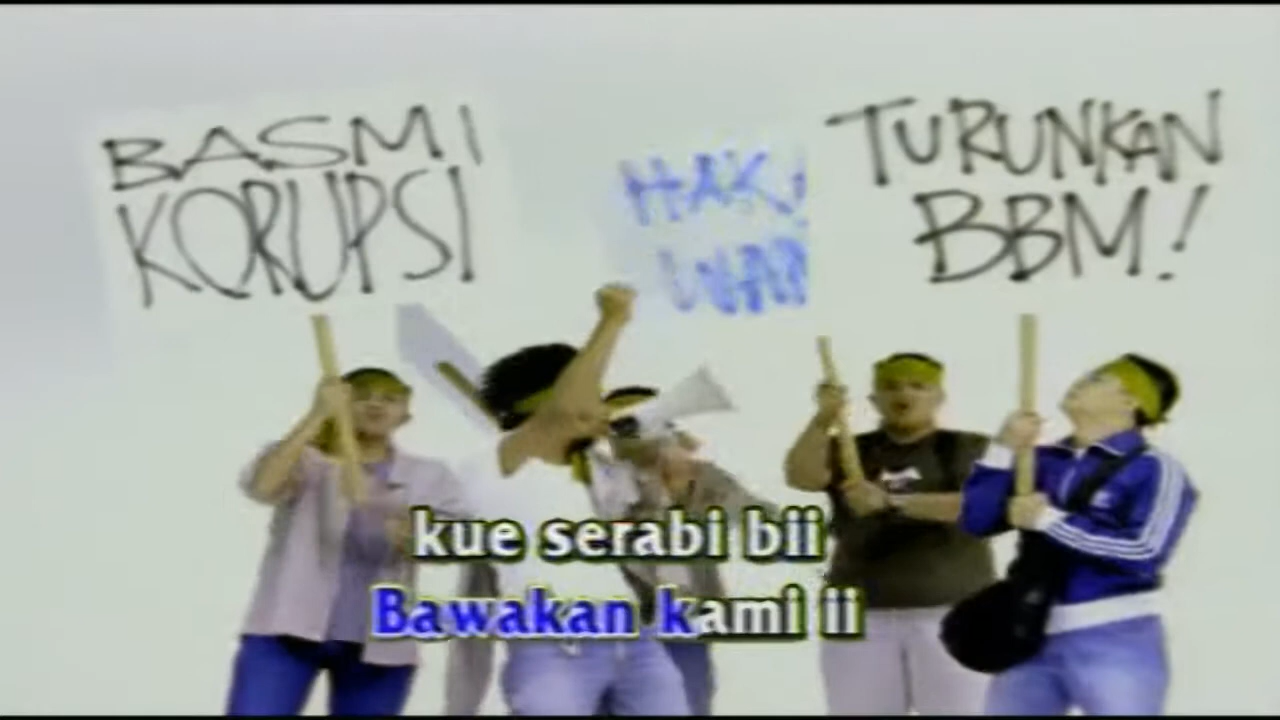 BASMI
KORUPSI
TURUNKAN
BBM!
kue serabi bii
Bawakan kami ii